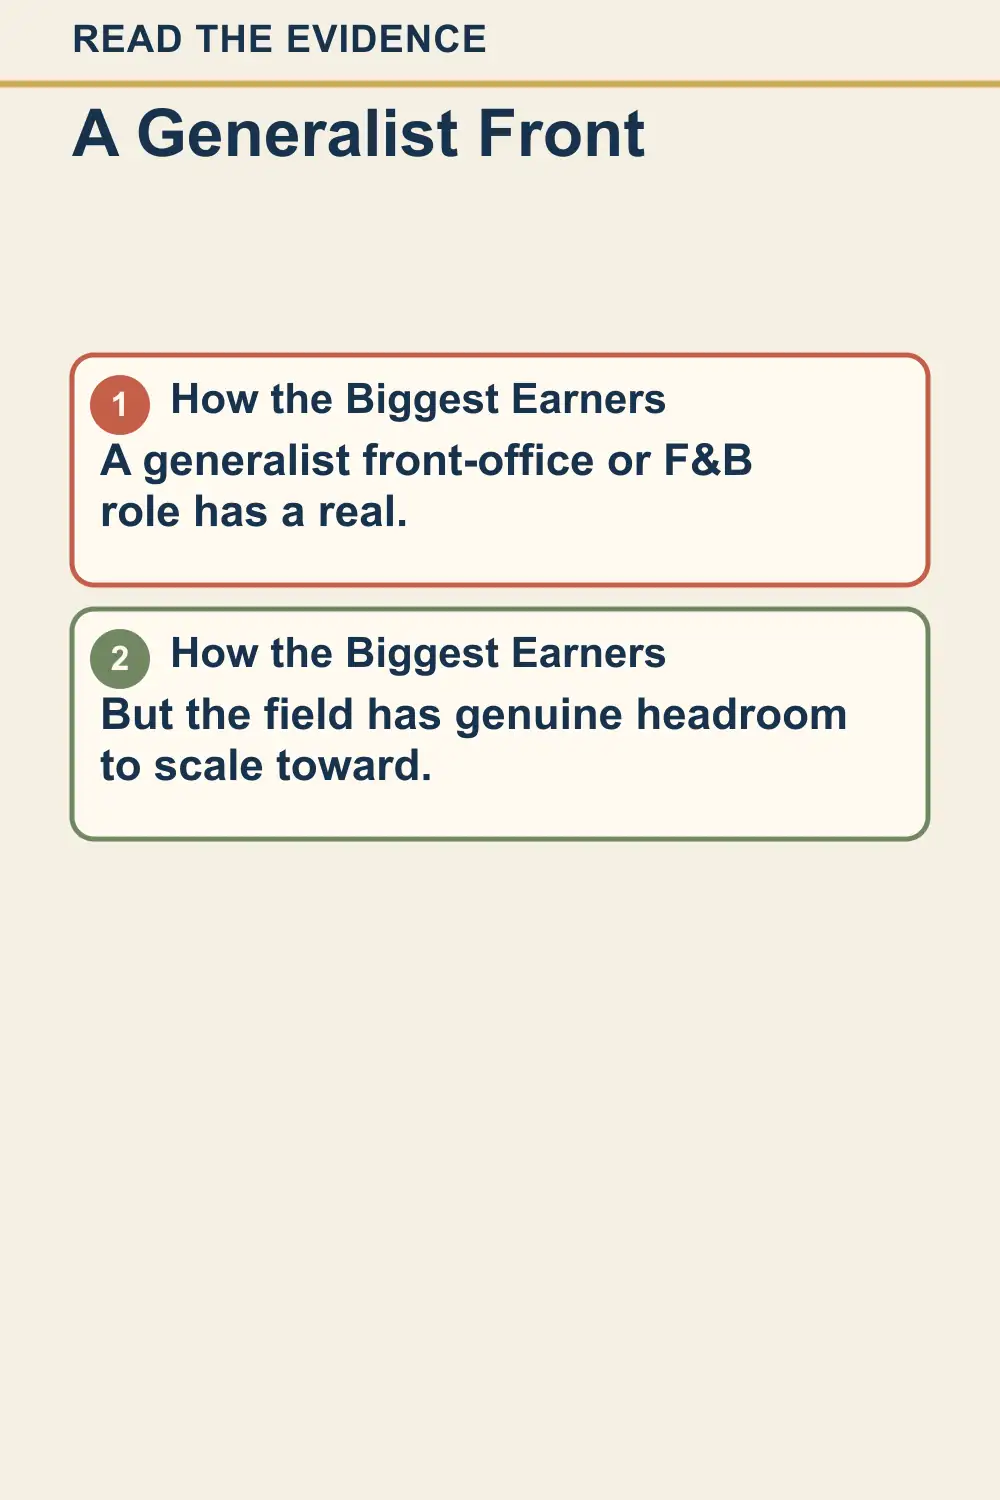 READ THE EVIDENCE
A Generalist Front
1 How the Biggest Earners
A generalist front-office or F&B
role has a real.
2 How the Biggest Earners
But the field has genuine headroom
to scale toward.